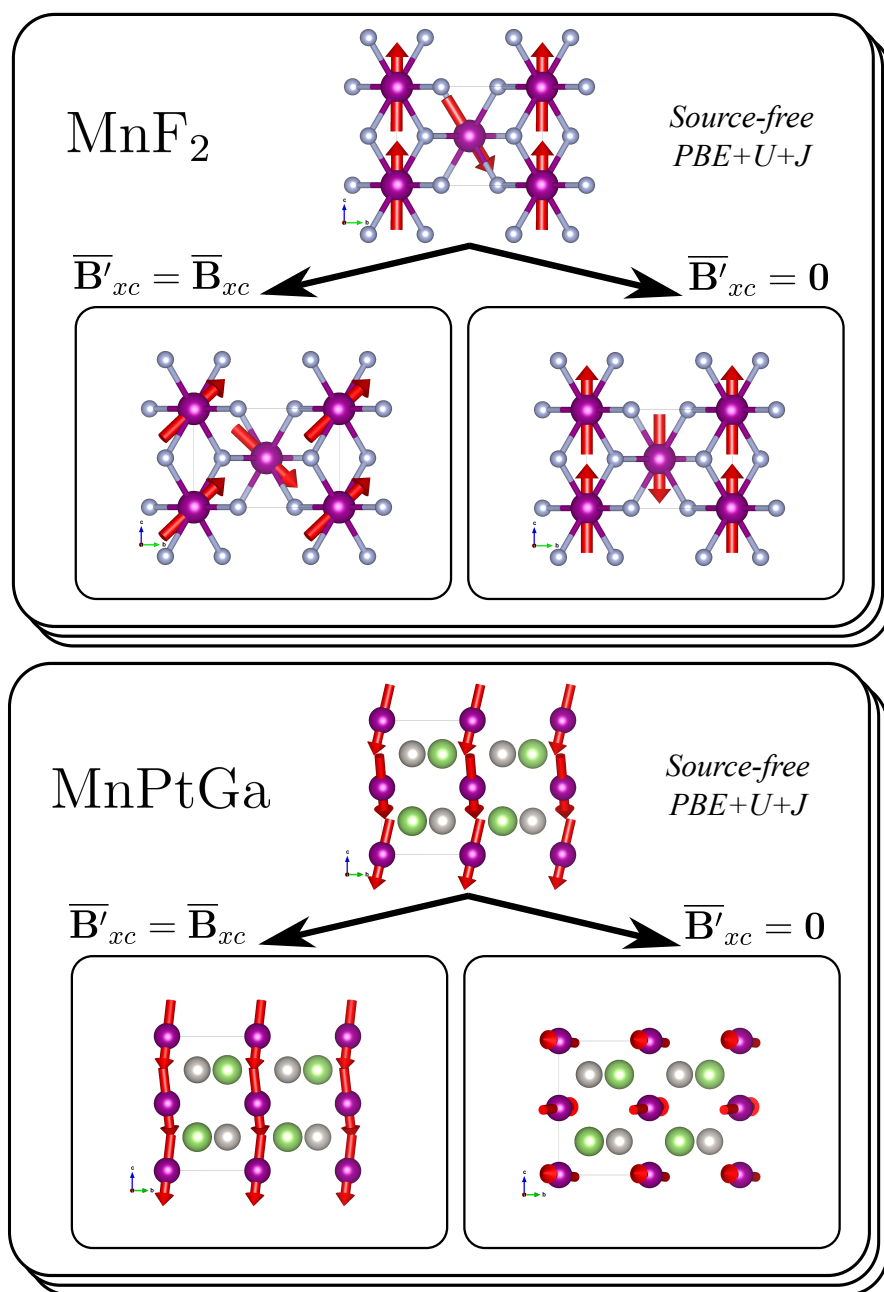 Source-free
MnF₂
PBE+U+J
c
b
B̅′xc = B̅xc
B̅′xc = 0
c
b
c
b
Source-free
MnPtGa
PBE+U+J
c
b
B̅′xc = B̅xc
B̅′xc = 0
c
b
c
b